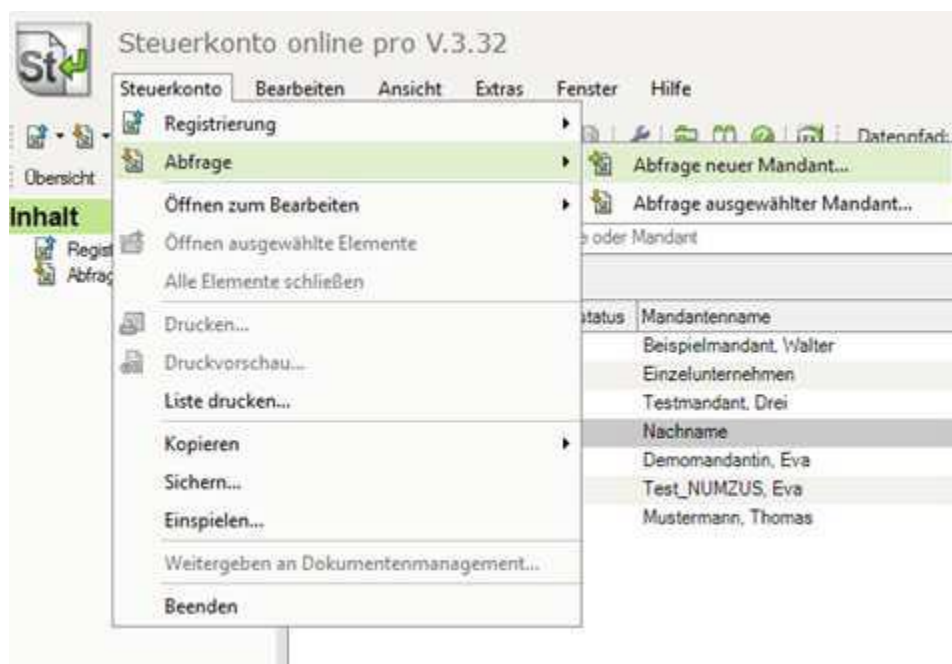 St
Steuerkonto online pro V.3.32
Steuerkonto Bearbeiten Ansicht Extras Fenster Hilfe
Registrierung
Datenpfad:
Abfrage
Abfrage neuer Mandant...
Übersicht
Öffnen zum Bearbeiten
Abfrage ausgewählter Mandant...
Inhalt
Öffnen ausgewählte Elemente
oder Mandant
Alle Elemente schließen
Drucken...
Mandantenname
Beispielmandant, Walter
Druckvorschau...
Einzelunternehmen
Liste drucken...
Testmandant, Drei
Nachname
Kopieren
Demomandantin, Eva
Sichern...
Test_NUMZUS, Eva
Einspielen...
Mustermann, Thomas
Weitergeben an Dokumentenmanagement...
Beenden